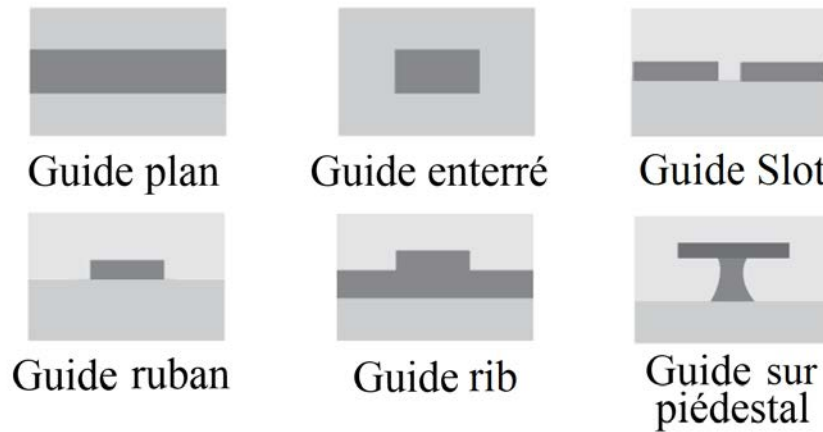 Guide plan
Guide enterré
Guide Slot
Guide ruban
Guide rib
Guide sur
piédestal